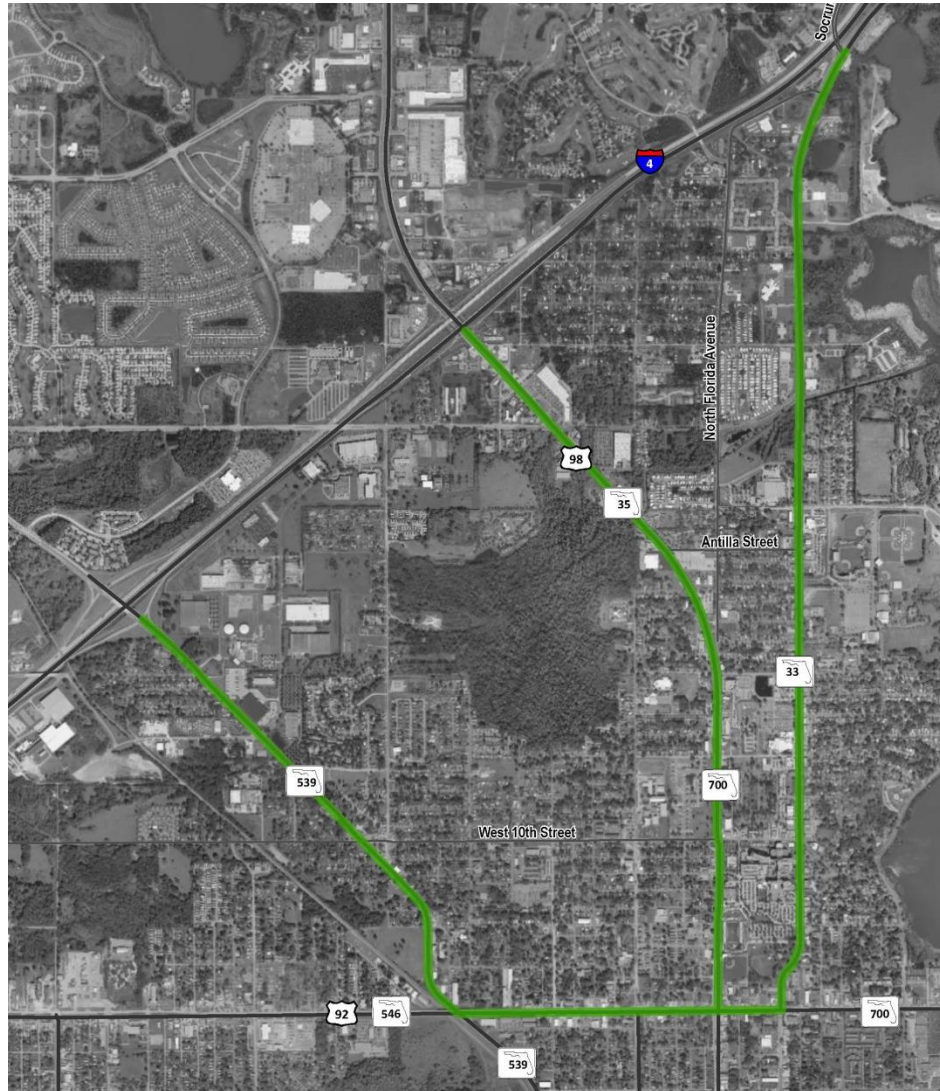 Socrum
4
North Florida Avenue
98
35
Antilla Street
33
539
700
West 10th Street
92
546
700
539